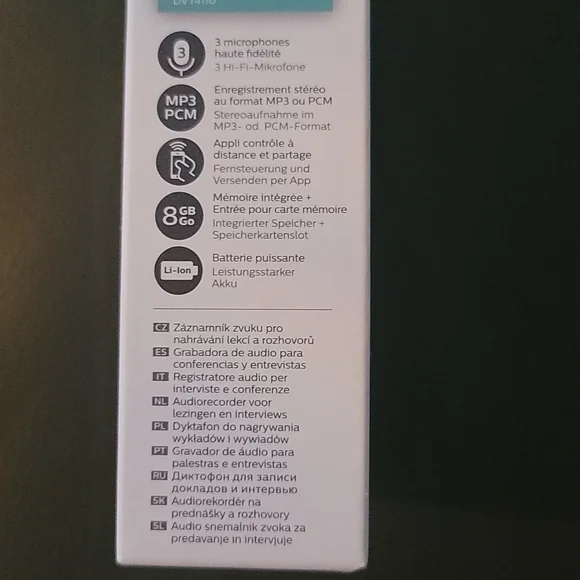 3
3 microphones
haute fidélité
3 Hi-Fi-Mikrofone
MP3
PCM
Enregistrement stéréo
au format MP3 ou PCM
Stereoaufnahme im
MP3- od. PCM-Format
Appli contrôle à
distance et partage
Fernsteuerung und
Versenden per App
8 GB
Go
Mémoire intégrée +
Entrée pour carte mémoire
Integrierter Speicher +
Speicherkartenslot
Li-Ion
Batterie puissante
Leistungsstarker
Akku
CZ Záznamník zvuku pro
nahrávání lekcí a rozhovorů
ES Grabadora de audio para
conferencias y entrevistas
IT Registratore audio per
interviste e conferenze
NL Audiorecorder voor
lezingen en interviews
PL Dyktafon do nagrywania
wykładów i wywiadów
PT Gravador de áudio para
palestras e entrevistas
RU Диктофон для записи
докладов и интервью
SK Audiorekordér na
prednášky a rozhovory
SL Audio snemalnik zvoka za
predavanje in intervjuje